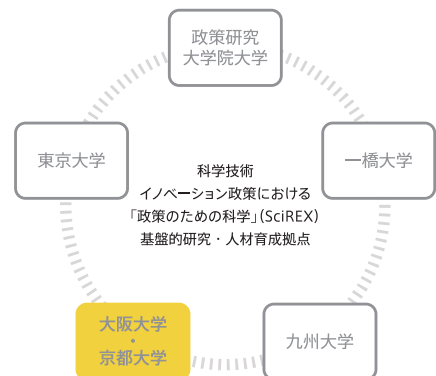 政策研究
大学院大学
東京大学
一橋大学
科学技術
イノベーション政策における
「政策のための科学」(SciREX)
基盤的研究・人材育成拠点
大阪大学
・
京都大学
九州大学